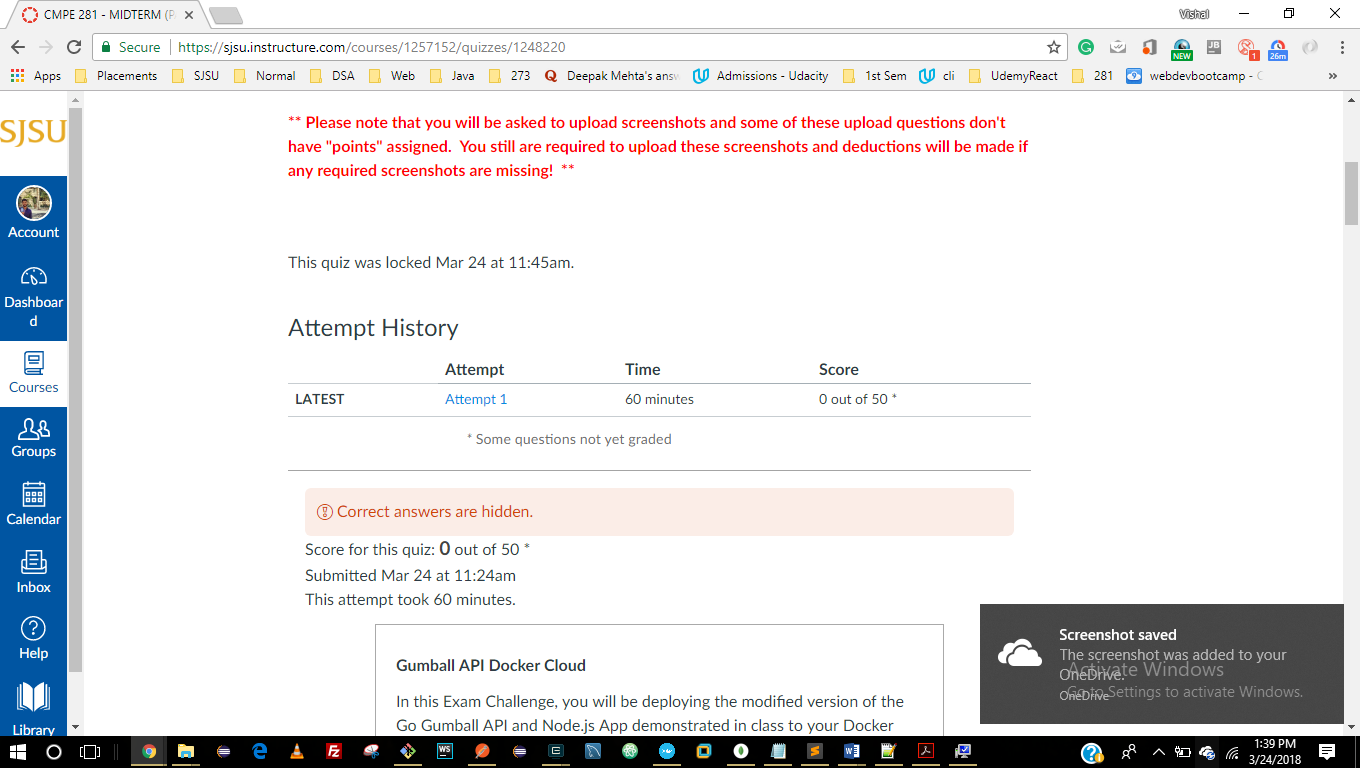 CMPE 281 - MIDTERM (P
Vishal
Secure
https://sjsu.instructure.com/courses/1257152/quizzes/1248220
JB
NEW
1
26m
Apps
Placements
SJSU
Normal
DSA
Web
Java
273
Deepak Mehta's answ
Admissions - Udacity
1st Sem
cli
UdemyReact
281
webdevbootcamp - C
»
SJSU
Account
Dashboar
d
Courses
Groups
Calendar
Inbox
Help
Library
** Please note that you will be asked to upload screenshots and some of these upload questions don't
have "points" assigned. You still are required to upload these screenshots and deductions will be made if
any required screenshots are missing! **
This quiz was locked Mar 24 at 11:45am.
Attempt History
Attempt Time Score
LATEST Attempt 1 60 minutes 0 out of 50 *
* Some questions not yet graded
Correct answers are hidden.
Score for this quiz: 0 out of 50 *
Submitted Mar 24 at 11:24am
This attempt took 60 minutes.
Gumball API Docker Cloud
In this Exam Challenge, you will be deploying the modified version of the
Go Gumball API and Node.js App demonstrated in class to your Docker
Screenshot saved
The screenshot was added to your
OneDrive.
OneDrive
Activate Windows
Go to Settings to activate Windows.
WS
1:39 PM
3/24/2018